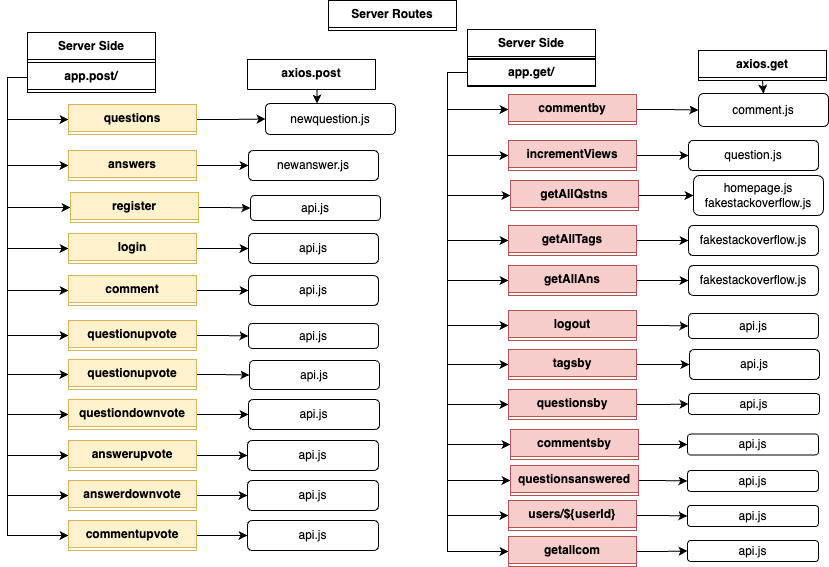 Server Routes
Server Side
app.post/
axios.post
questions
newquestion.js
answers
newanswer.js
register
api.js
login
api.js
comment
api.js
questionupvote
api.js
questionupvote
api.js
questiondownvote
api.js
answerupvote
api.js
answerdownvote
api.js
commentupvote
api.js
Server Side
app.get/
axios.get
commentby
comment.js
incrementViews
question.js
getAllQstns
homepage.js
fakestackoverflow.js
getAllTags
fakestackoverflow.js
getAllAns
fakestackoverflow.js
logout
api.js
tagsby
api.js
questionsby
api.js
commentsby
api.js
questionsanswered
api.js
users/${userId}
api.js
getallcom
api.js